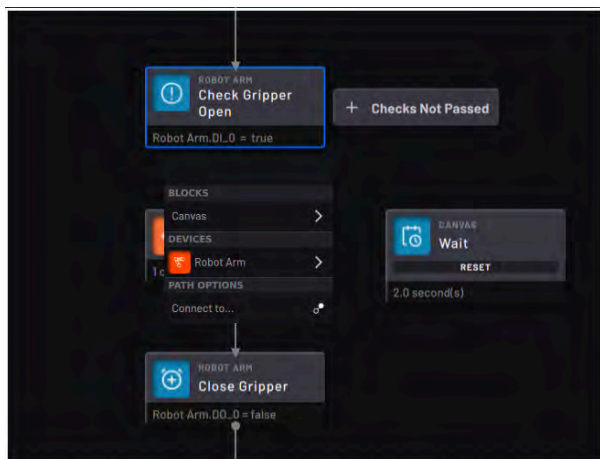 ROBOT ARM
Check Gripper
Open
Robot Arm.DI_0 = true
+ Checks Not Passed
BLOCKS
Canvas
DEVICES
Robot Arm
PATH OPTIONS
Connect to...
CANVAS
Wait
RESET
2.0 second(s)
ROBOT ARM
Close Gripper
Robot Arm.DO_0 = false